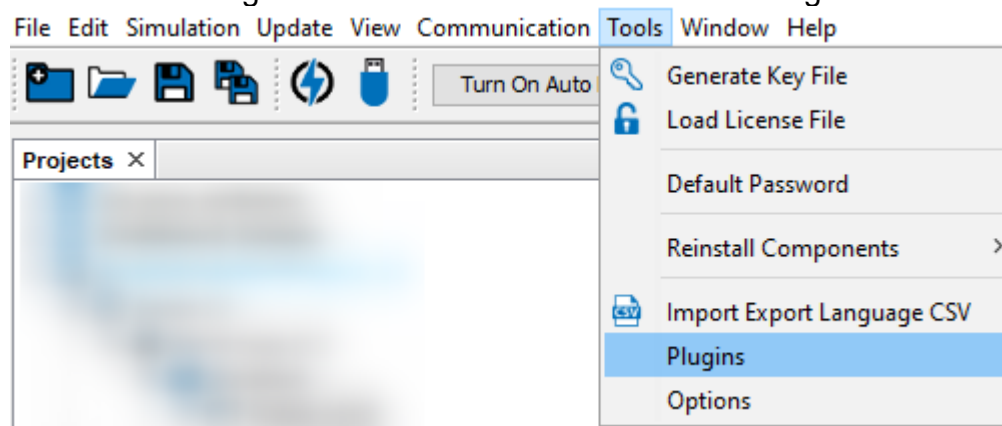 File Edit Simulation Update View Communication Tools Window Help
Turn On Auto
Generate Key File
Load License File
Projects
Default Password
Reinstall Components
CSV Import Export Language CSV
Plugins
Options